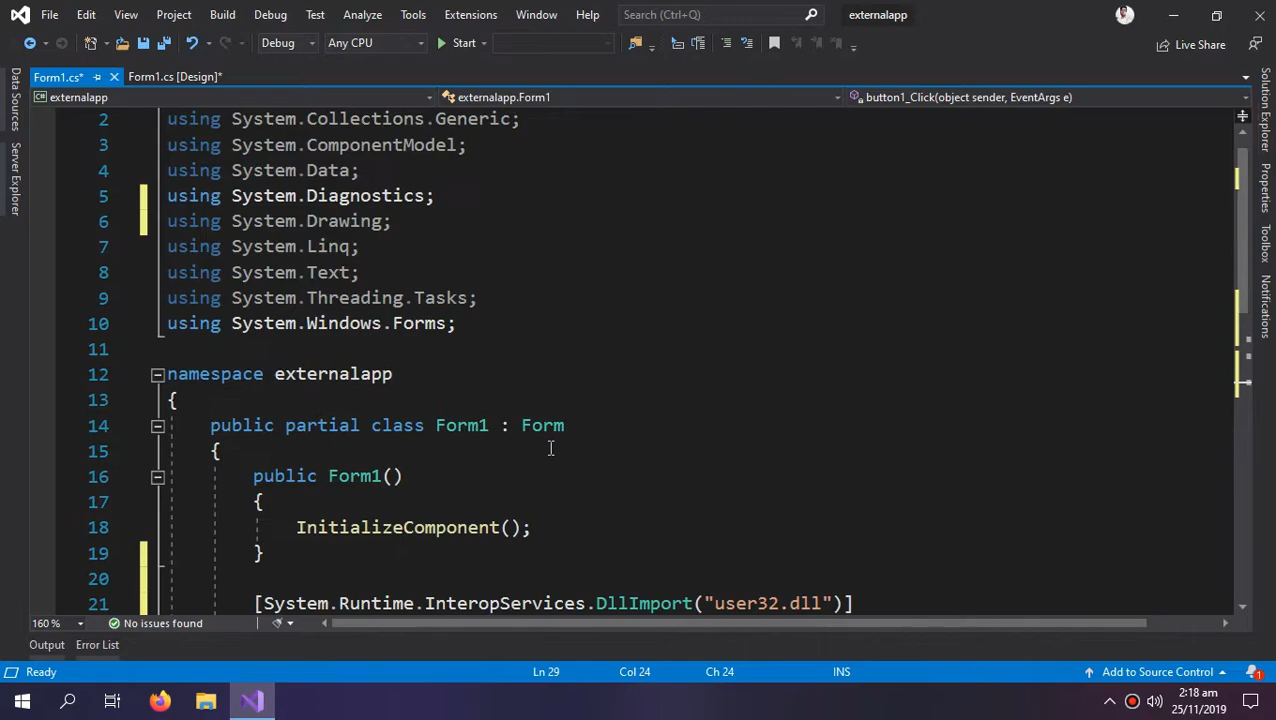 File Edit View Project Build Debug Test Analyze Tools Extensions Window Help Search (Ctrl+Q) externalapp
Debug Any CPU Start Live Share
Form1.cs* Form1.cs [Design]*
externalapp externalapp.Form1 button1_Click(object sender, EventArgs e)
Data Sources
Server Explorer
2 using System.Collections.Generic;
3 using System.ComponentModel;
4 using System.Data;
5 using System.Diagnostics;
6 using System.Drawing;
7 using System.Linq;
8 using System.Text;
9 using System.Threading.Tasks;
10 using System.Windows.Forms;
11
12 namespace externalapp
13 {
14 public partial class Form1 : Form
15 {
16 public Form1()
17 {
18 InitializeComponent();
19 }
20
21 [System.Runtime.InteropServices.DllImport("user32.dll")]
Solution Explorer
Properties
Toolbox
Notifications
160 % No issues found
Output Error List
Ready Ln 29 Col 24 Ch 24 INS Add to Source Control 1
2:18 am
25/11/2019